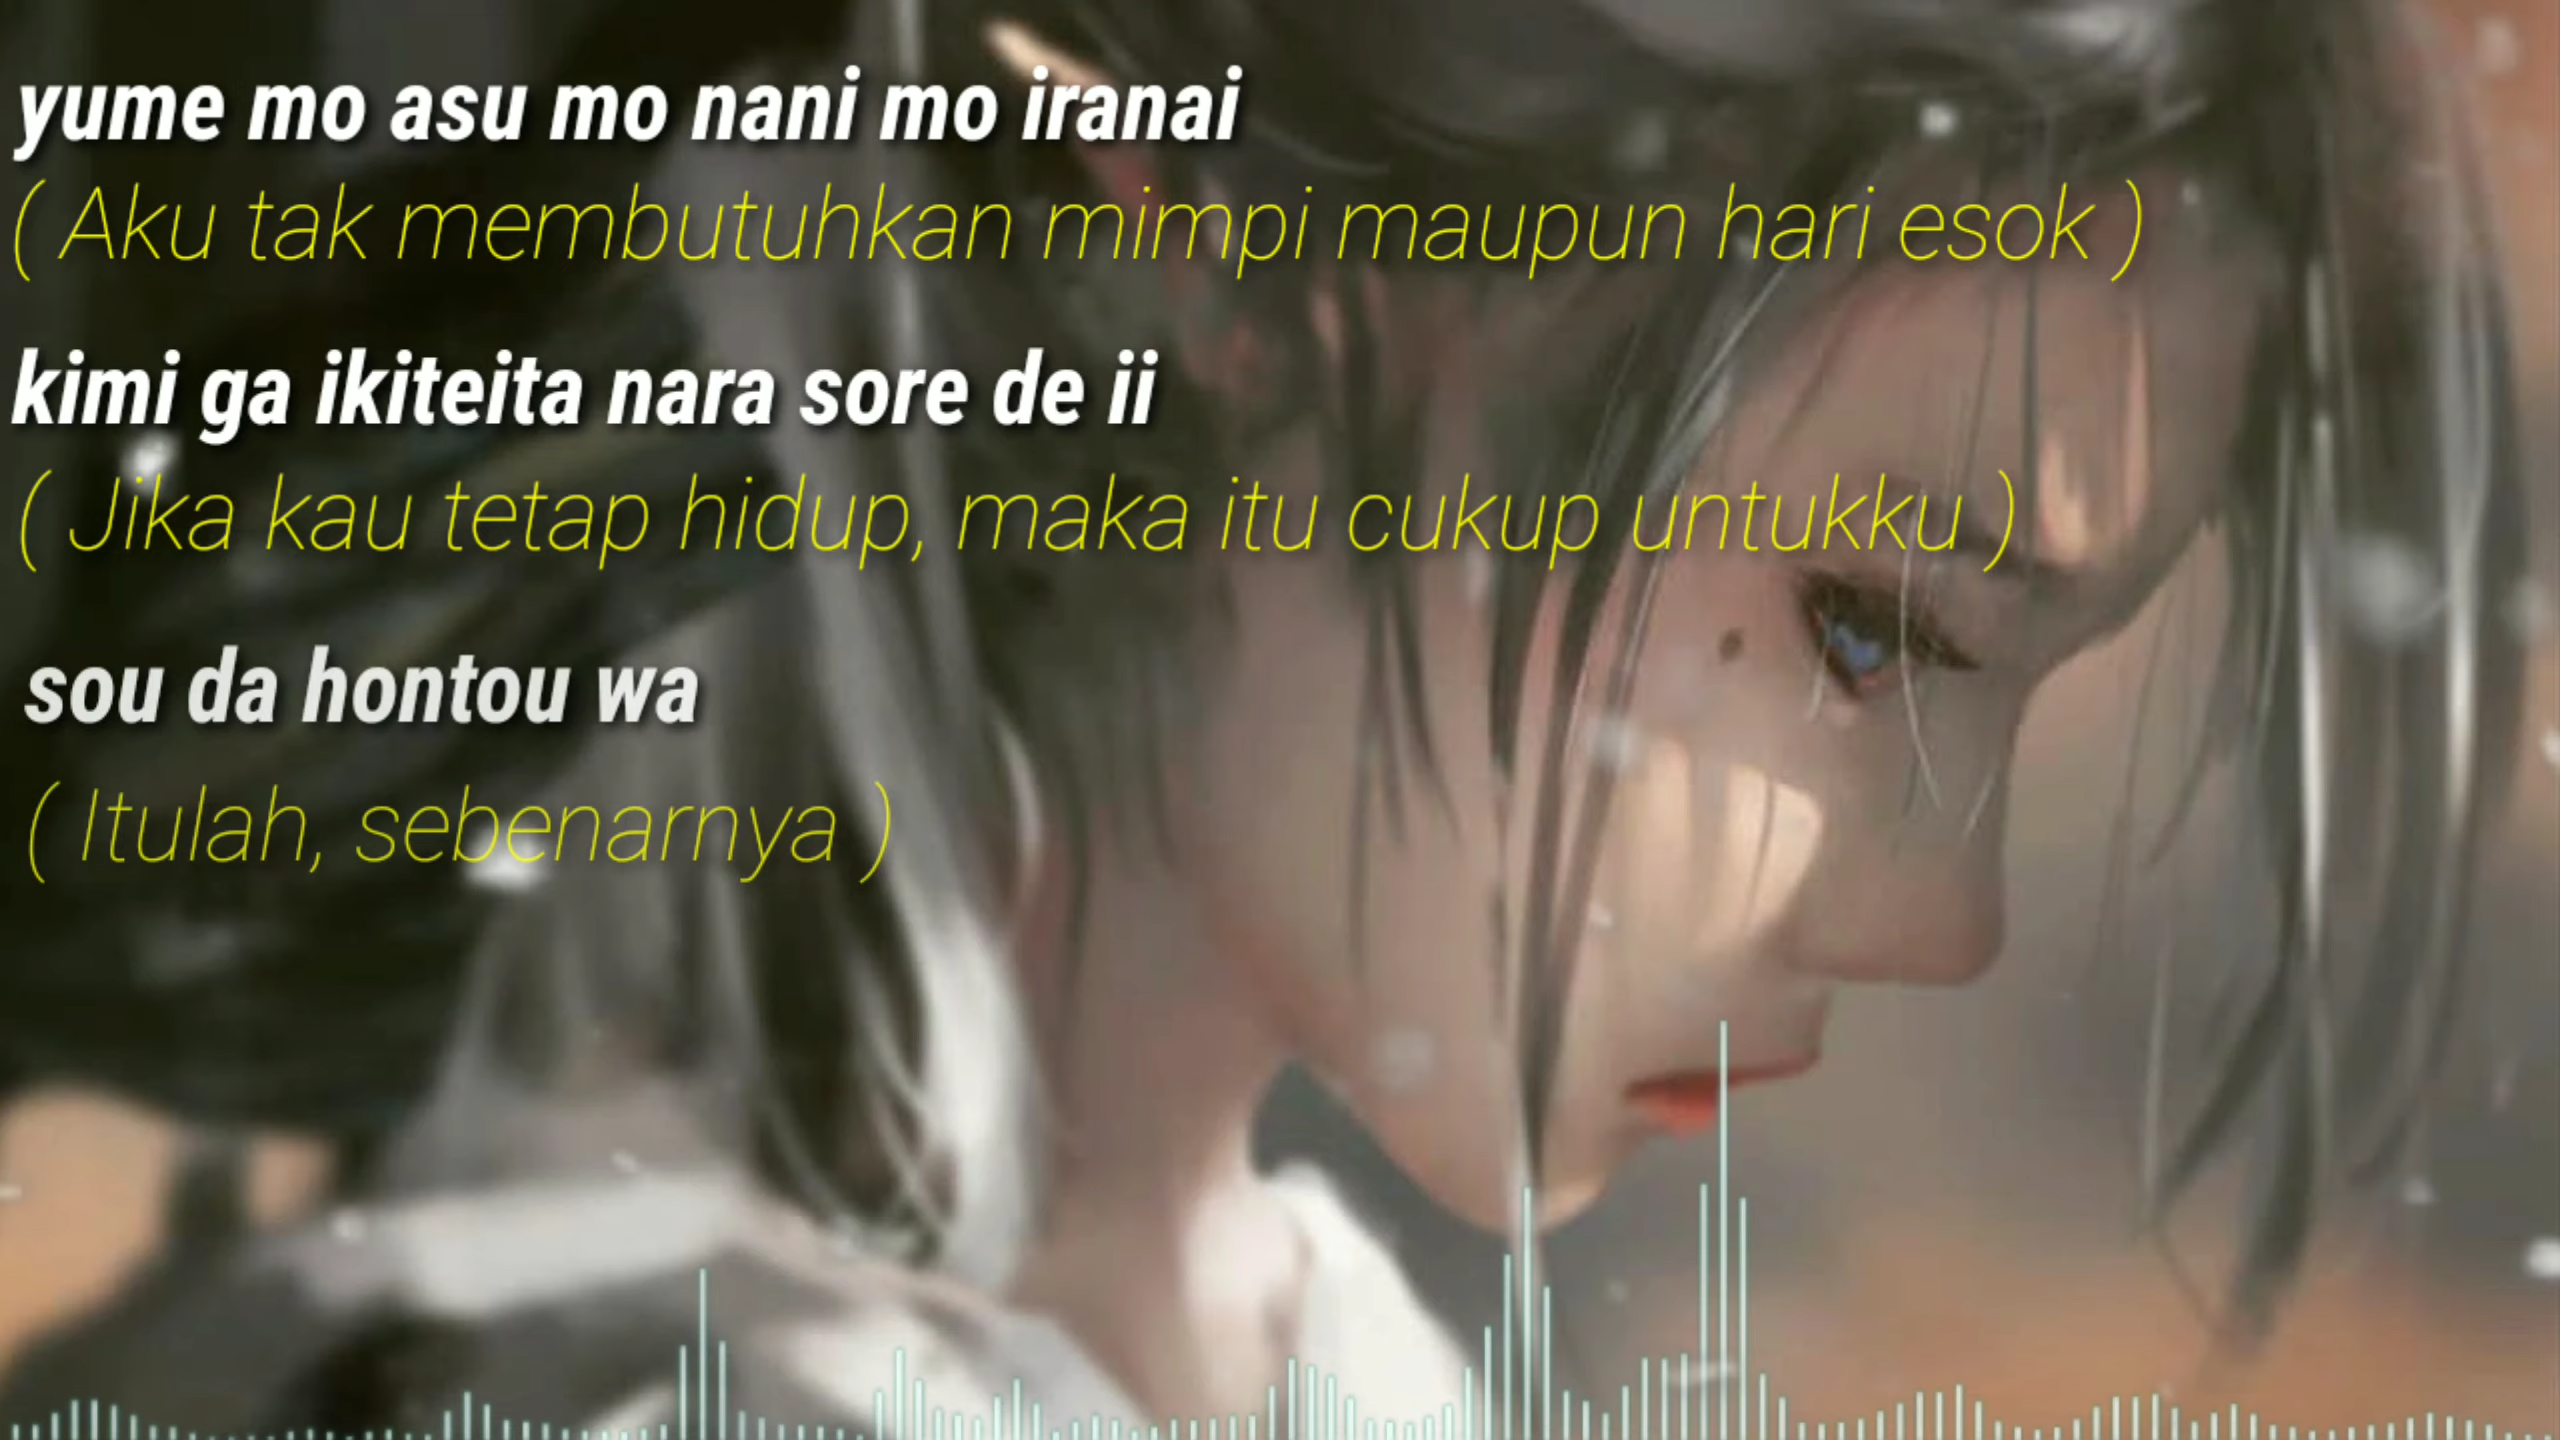 yume mo asu mo nani mo iranai
( Aku tak membutuhkan mimpi maupun hari esok )
kimi ga ikiteita nara sore de ii
( Jika kau tetap hidup, maka itu cukup untukku )
sou da hontou wa
( Itulah, sebenarnya )